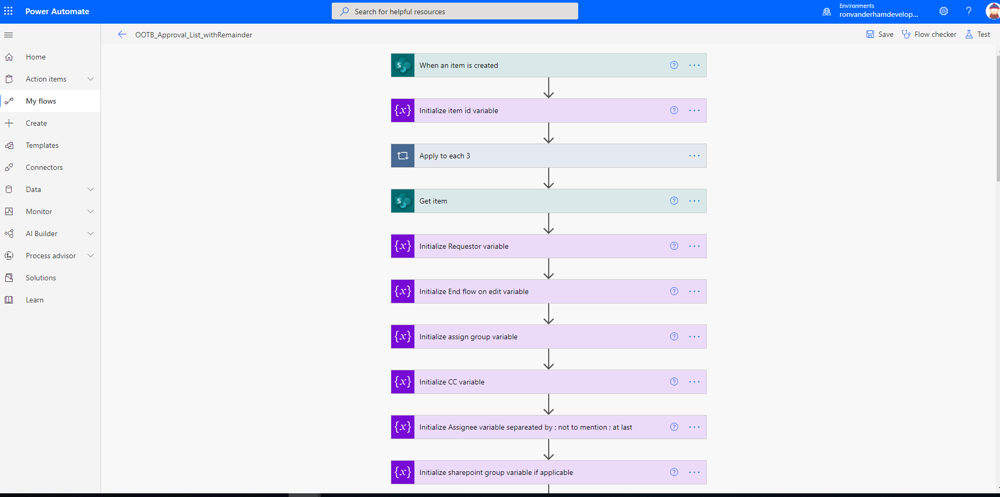 Power Automate
Search for helpful resources
Environments
ronvanderhamdevelop...
?
OOTB_Approval_List_withRemainder
Save
Flow checker
Test
Home
Action items
My flows
Create
Templates
Connectors
Data
Monitor
AI Builder
Process advisor
Solutions
Learn
S When an item is created ? ...
{x} Initialize item id variable ? ...
Apply to each 3 ...
S Get item ? ...
{x} Initialize Requestor variable ? ...
{x} Initialize End flow on edit variable ? ...
{x} Initialize assign group variable ? ...
{x} Initialize CC variable ? ...
{x} Initialize Assignee variable separeated by ; not to mention ; at last ? ...
{x} Initialize sharepoint group variable if applicable ? ...